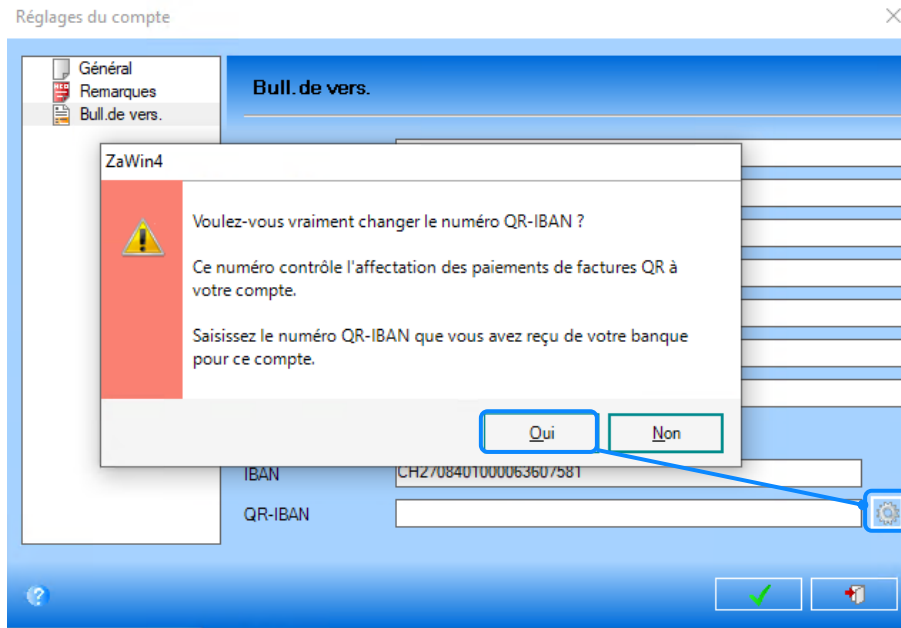 Réglages du compte
Général
Remarques
Bull.de vers.
Bull. de vers.
ZaWin4
Voulez-vous vraiment changer le numéro QR-IBAN ?
Ce numéro contrôle l'affectation des paiements de factures QR à
votre compte.
Saisissez le numéro QR-IBAN que vous avez reçu de votre banque
pour ce compte.
Oui
Non
IBAN
CH2708401000063607581
QR-IBAN